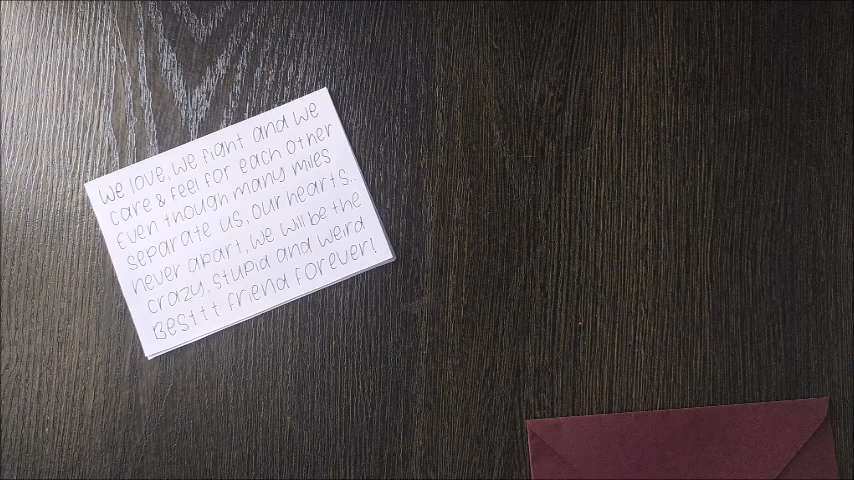 we love, we fight and we
care & feel for each other
Even though many miles
separate us, our hearts..
never apart, we will be the
crazy, stupid and weird
Besttt friend forever!